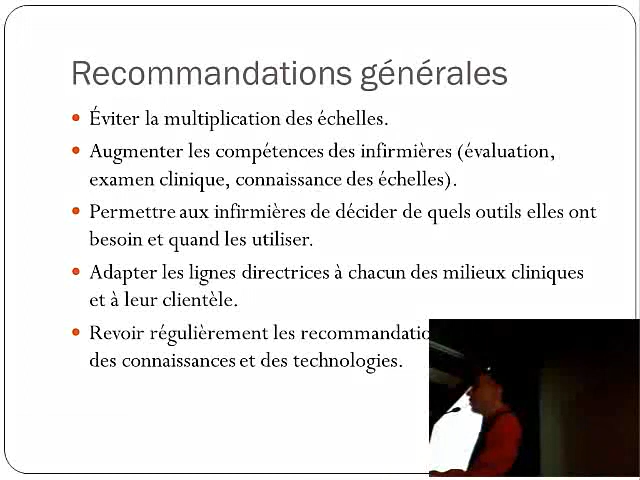 Recommandations générales
Éviter la multiplication des échelles.
Augmenter les compétences des infirmières (évaluation,
examen clinique, connaissance des échelles).
Permettre aux infirmières de décider de quels outils elles ont
besoin et quand les utiliser.
Adapter les lignes directrices à chacun des milieux cliniques
et à leur clientèle.
Revoir régulièrement les
des connaissances et des technologies.